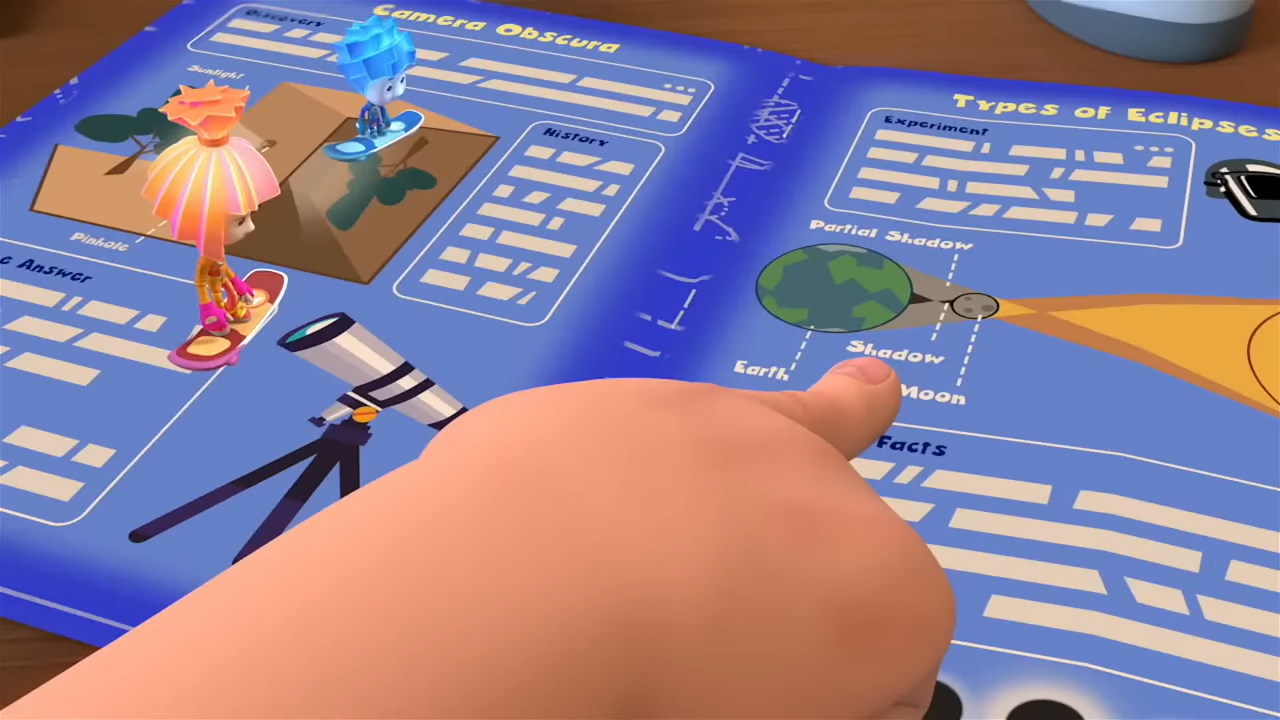 Camera Obscura
Discovery
Sunlight
History
Pinhole
e Answer
Types of Eclipses
Experiment
Partial Shadow
Shadow
Earth
Moon
Facts